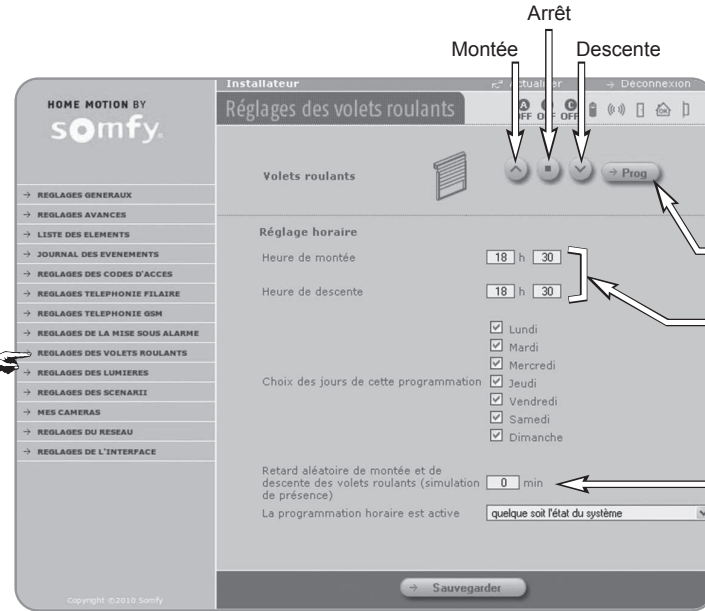 Arrêt
Montée
Descente
Installateur
Actualiser
→ Déconnexion
HOME MOTION BY
somfy.
Réglages des volets roulants
A
OFF
OFF
C
OFF
Volets roulants
→ Prog
→ REGLAGES GENERAUX
→ REGLAGES AVANCES
→ LISTE DES ELEMENTS
→ JOURNAL DES EVENEMENTS
→ REGLAGES DES CODES D'ACCES
→ REGLAGES TELEPHONIE FILAIRE
→ REGLAGES TELEPHONIE GSM
→ REGLAGES DE LA MISE SOUS ALARME
→ REGLAGES DES VOLETS ROULANTS
→ REGLAGES DES LUMIERES
→ REGLAGES DES SCENARII
→ MES CAMERAS
→ REGLAGES DU RESEAU
→ REGLAGES DE L'INTERFACE
Réglage horaire
Heure de montée 18 h 30
Heure de descente 18 h 30
Choix des jours de cette programmation
Lundi
Mardi
Mercredi
Jeudi
Vendredi
Samedi
Dimanche
Retard aléatoire de montée et de
descente des volets roulants (simulation 0 min
de présence)
La programmation horaire est active quelque soit l'état du système
→ Sauvegarder
Copyright ©2010 Somfy